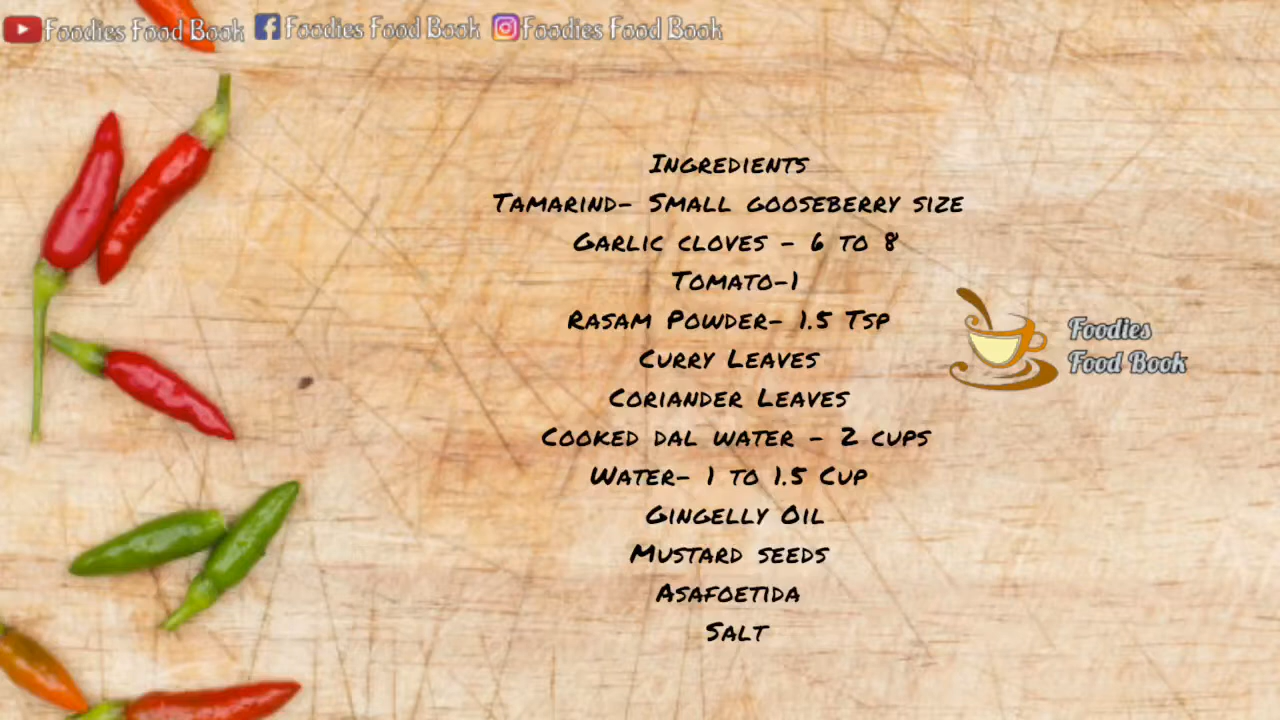 Foodies Food Book Foodies Food Book Foodies Food Book
Ingredients
Tamarind- Small gooseberry size
Garlic cloves - 6 to 8
Tomato-1
Rasam Powder- 1.5 Tsp
Curry Leaves
Coriander Leaves
Cooked dal water - 2 cups
Water- 1 to 1.5 Cup
Gingelly Oil
Mustard seeds
Asafoetida
Salt
Foodies
Food Book